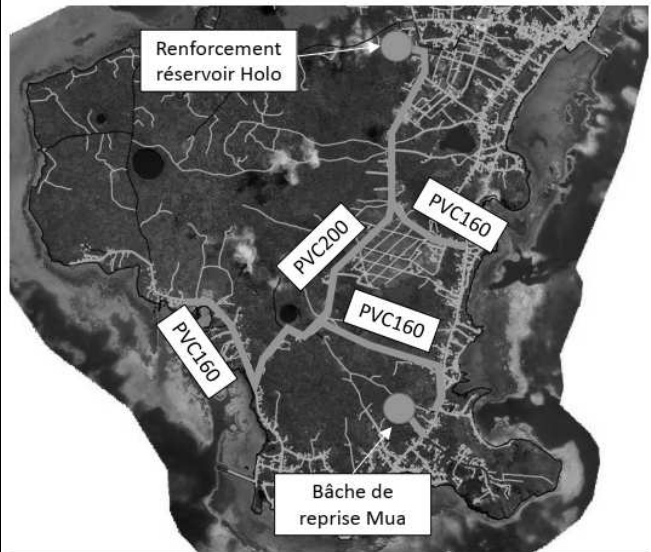 Renforcement
réservoir Holo
PVC160
PVC200
PVC160
PVC160
Bâche de
reprise Mua